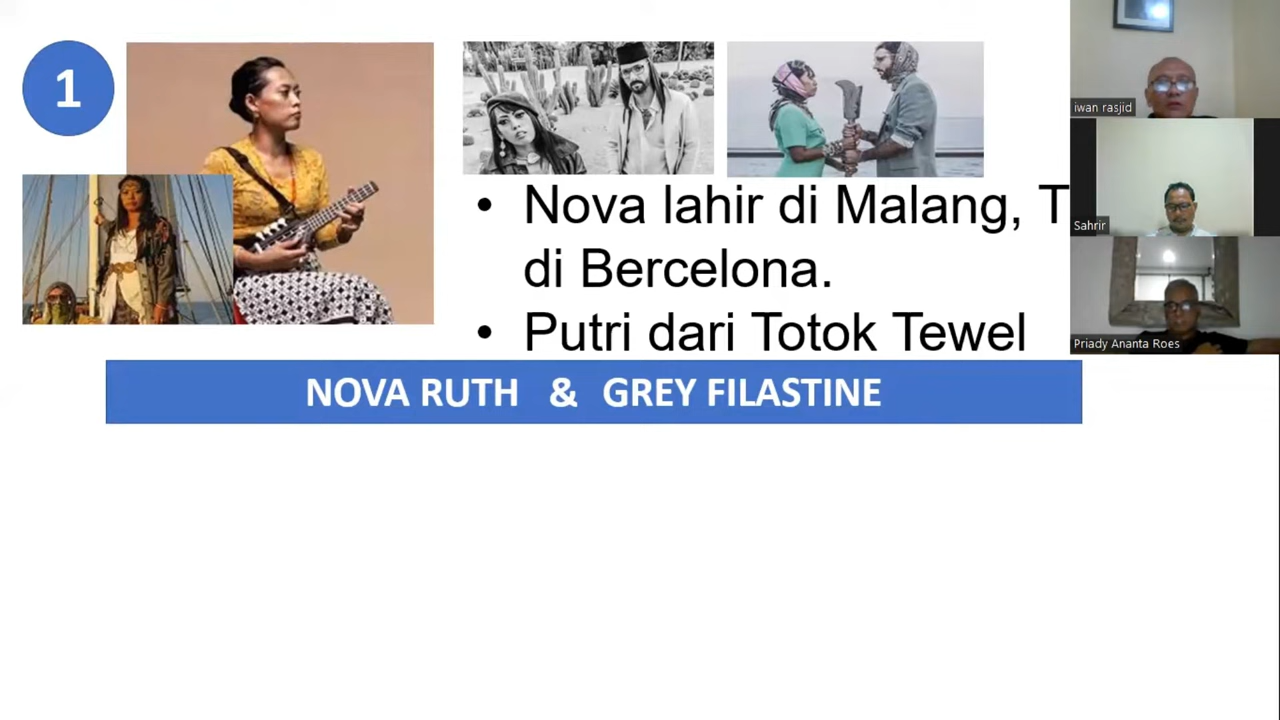 1
Nova lahir di Malang, T
di Bercelona.
Putri dari Totok Tewel
NOVA RUTH & GREY FILASTINE
iwan rasjid
Sahrir
Priady Ananta Roes